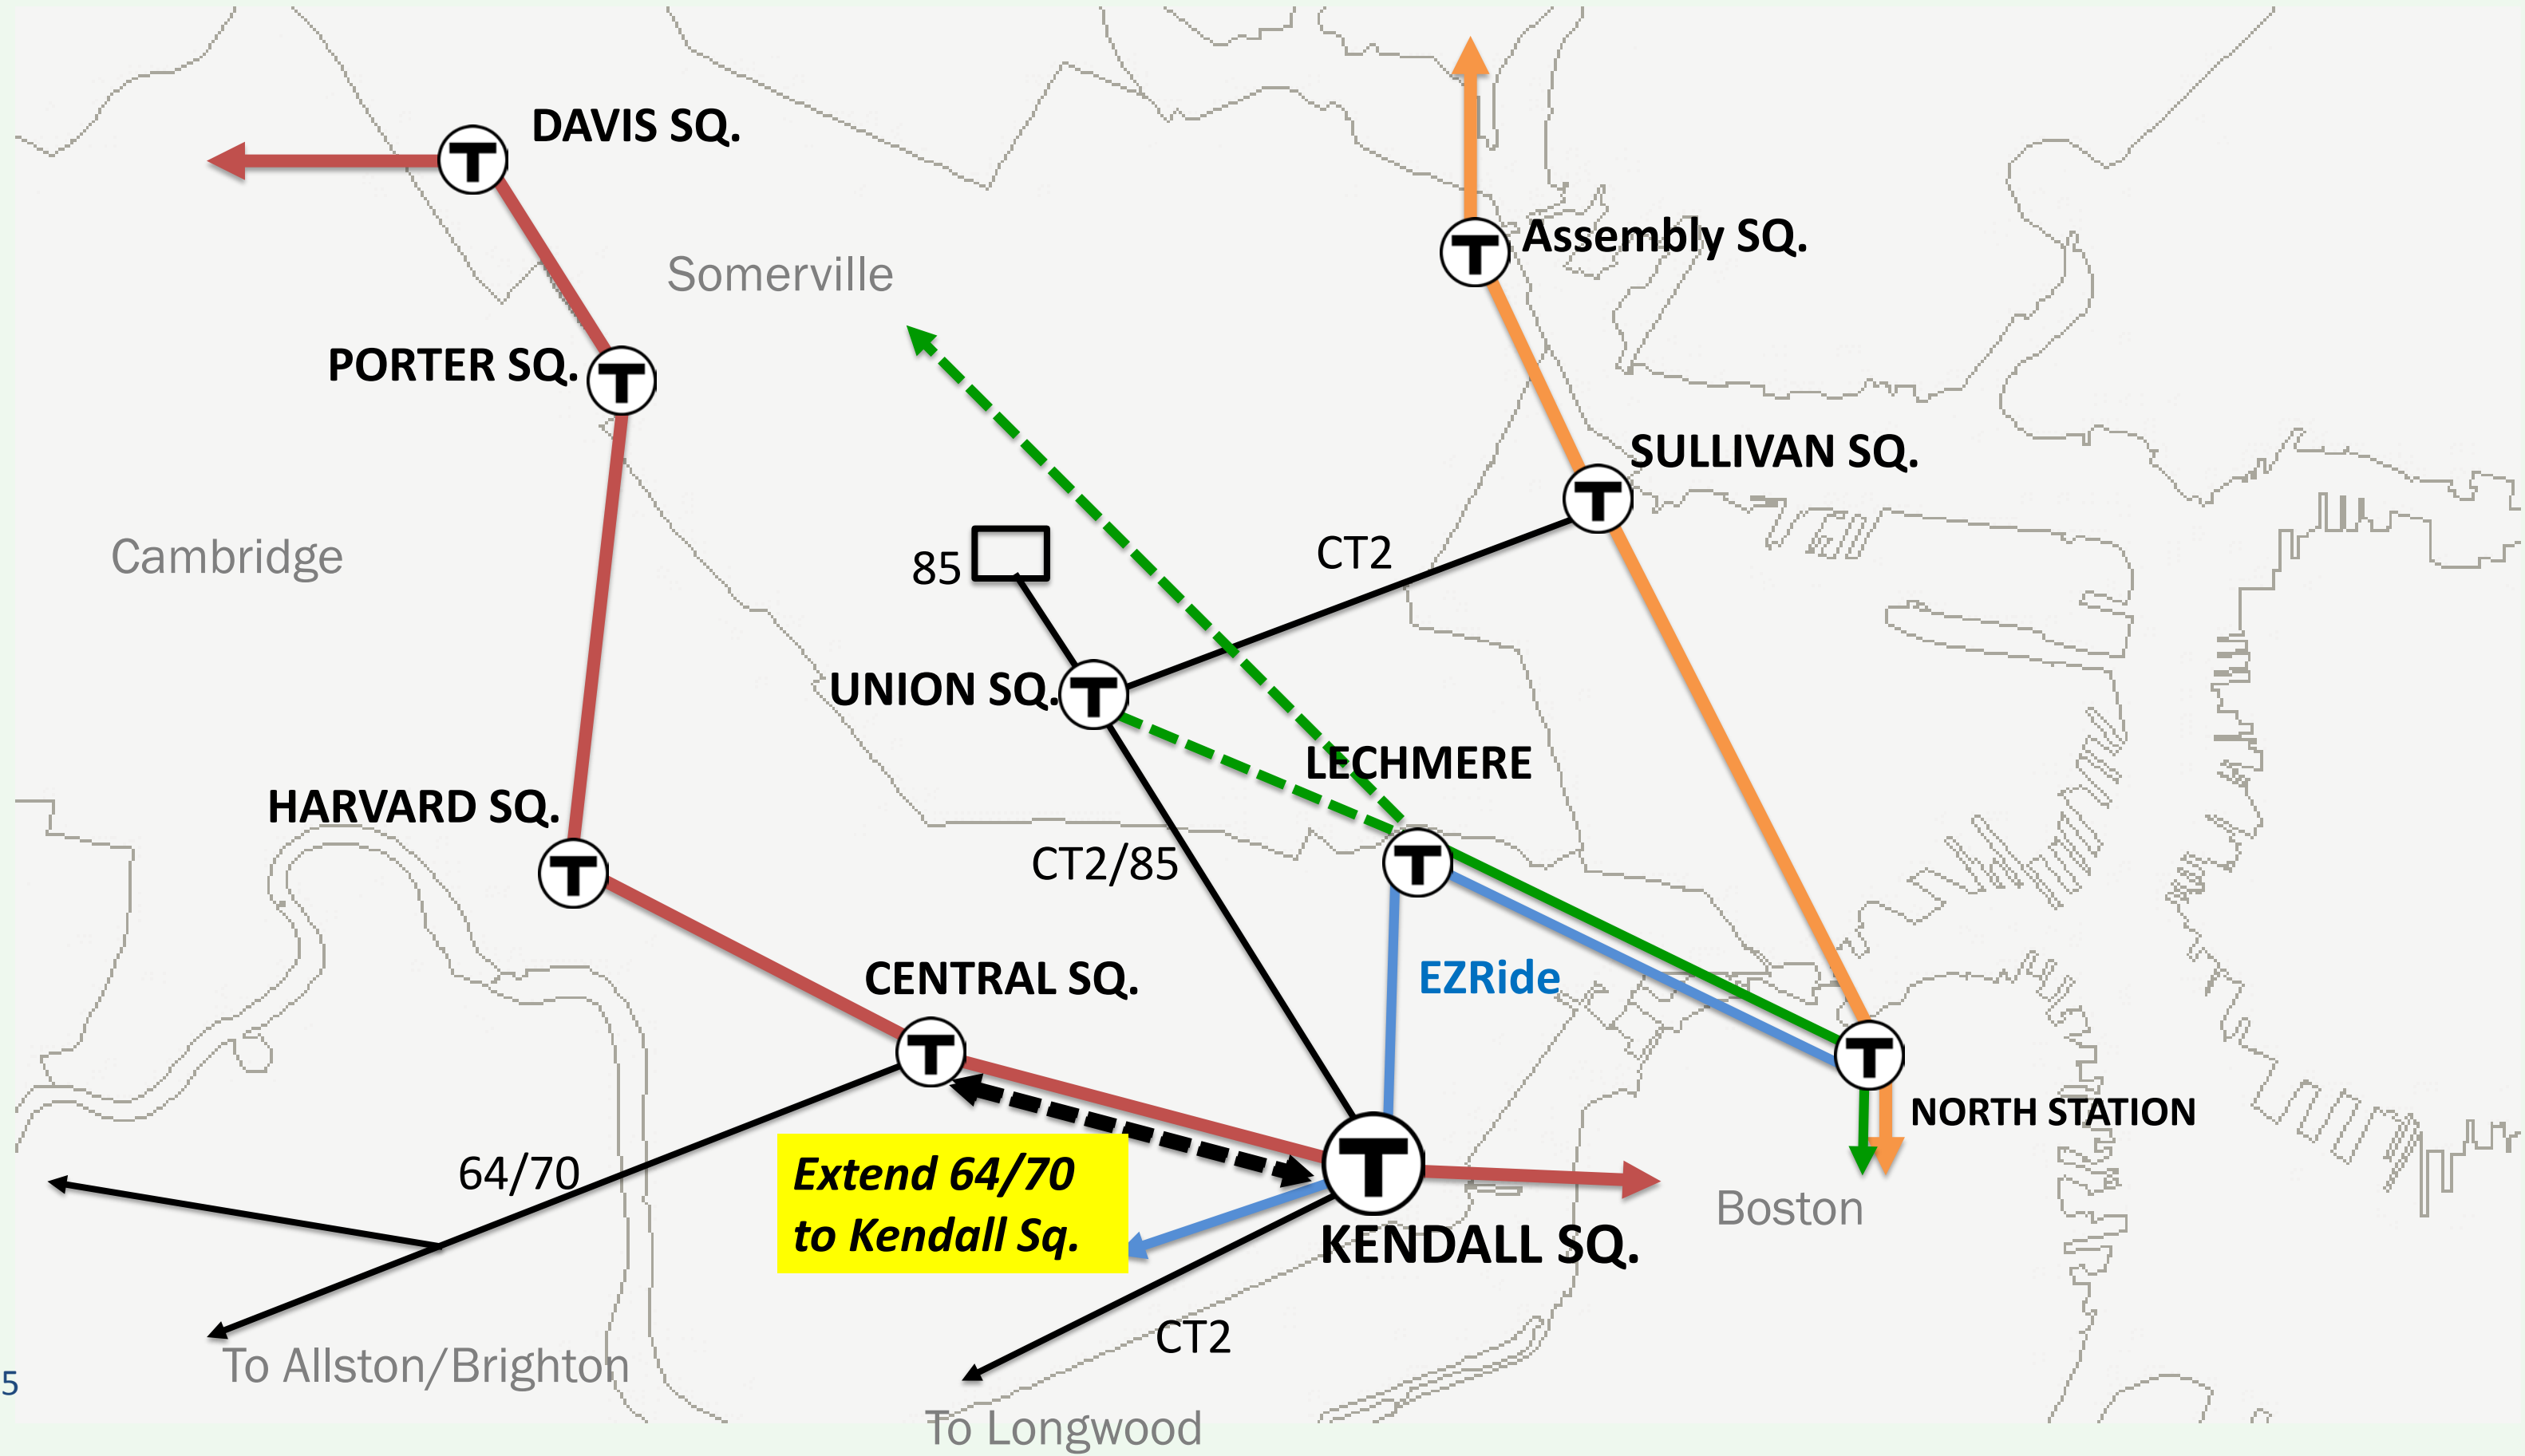 DAVIS SQ.
T
Assembly SQ.
T
Somerville
PORTER SQ.
T
SULLIVAN SQ.
T
Cambridge
85
CT2
UNION SQ.
T
LECHMERE
T
HARVARD SQ.
T
CT2/85
CENTRAL SQ.
T
EZRide
T
NORTH STATION
64/70
Extend 64/70
to Kendall Sq.
T
KENDALL SQ.
Boston
CT2
To Allston/Brighton
5
To Longwood